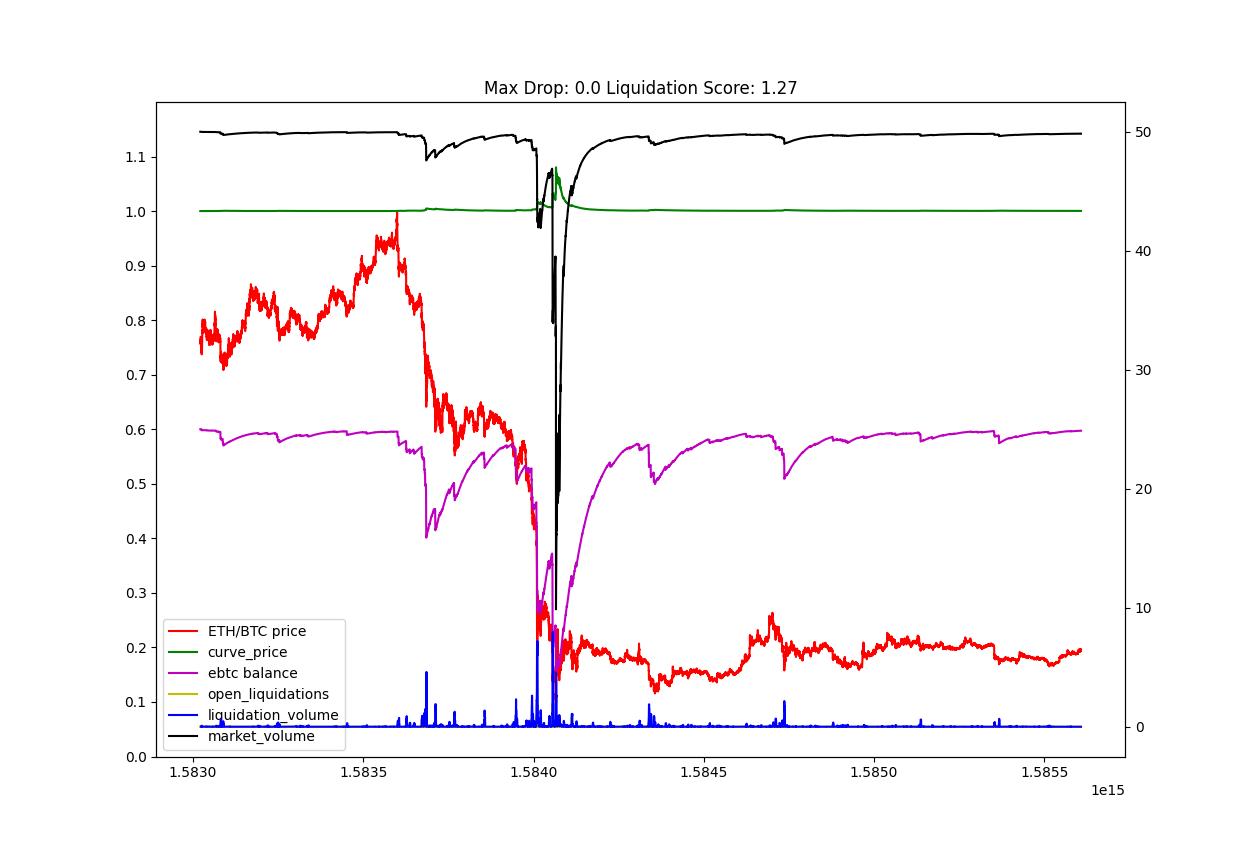 Max Drop: 0.0 Liquidation Score: 1.27
1.1
1.0
0.9
0.8
0.7
0.6
0.5
0.4
0.3
0.2
0.1
0.0
50
40
30
20
10
0
ETH/BTC price
curve_price
ebtc balance
open_liquidations
liquidation_volume
market_volume
1.5830 1.5835 1.5840 1.5845 1.5850 1.5855
1e15